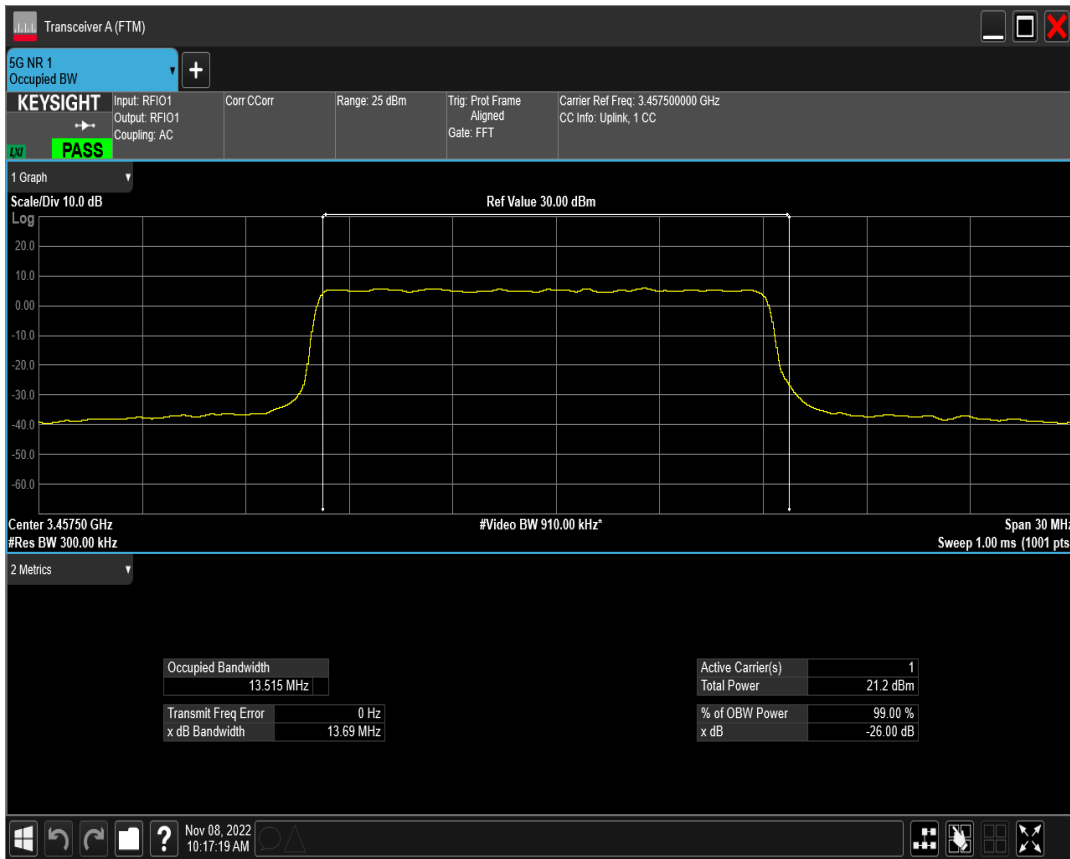 Transceiver A (FTM)
5G NR 1
Occupied BW
+
KEYSIGHT
LXI
PASS
Input: RFIO1
Output: RFIO1
Coupling: AC
Corr CCorr
Range: 25 dBm
Trig: Prot Frame
Aligned
Gate: FFT
Carrier Ref Freq: 3.457500000 GHz
CC Info: Uplink, 1 CC
1 Graph
Scale/Div 10.0 dB
Ref Value 30.00 dBm
Log
20.0
10.0
0.00
-10.0
-20.0
-30.0
-40.0
-50.0
-60.0
Center 3.45750 GHz
#Video BW 910.00 kHz*
Span 30 MHz
#Res BW 300.00 kHz
Sweep 1.00 ms (1001 pts
2 Metrics
Occupied Bandwidth
13.515 MHz
Transmit Freq Error 0 Hz
x dB Bandwidth 13.69 MHz
Active Carrier(s) 1
Total Power 21.2 dBm
% of OBW Power 99.00 %
x dB -26.00 dB
?
Nov 08, 2022
10:17:19 AM